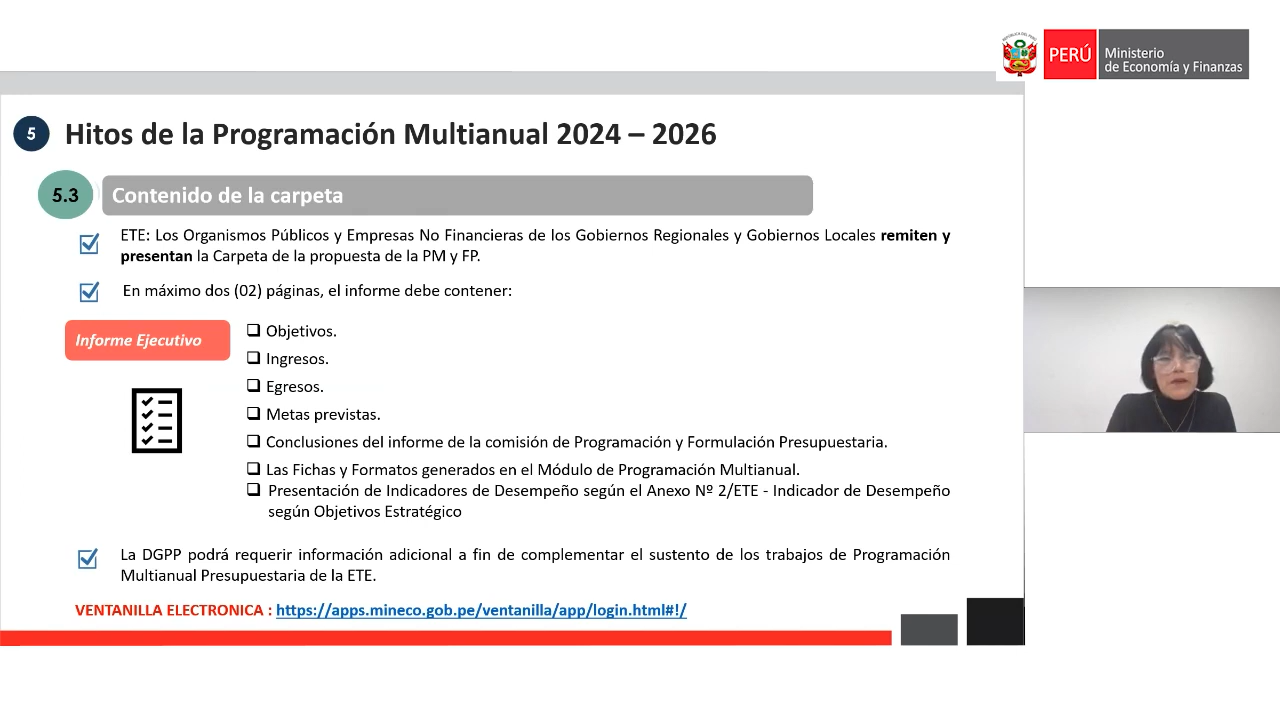 REPÚBLICA DEL PERÚ
PERÚ
Ministerio
de Economía y Finanzas
5 Hitos de la Programación Multianual 2024 – 2026
5.3 Contenido de la carpeta
ETE: Los Organismos Públicos y Empresas No Financieras de los Gobiernos Regionales y Gobiernos Locales remiten y
presentan la Carpeta de la propuesta de la PM y FP.
En máximo dos (02) páginas, el informe debe contener:
Informe Ejecutivo
Objetivos.
Ingresos.
Egresos.
Metas previstas.
Conclusiones del informe de la comisión de Programación y Formulación Presupuestaria.
Las Fichas y Formatos generados en el Módulo de Programación Multianual.
Presentación de Indicadores de Desempeño según el Anexo Nº 2/ETE - Indicador de Desempeño
según Objetivos Estratégico
La DGPP podrá requerir información adicional a fin de complementar el sustento de los trabajos de Programación
Multianual Presupuestaria de la ETE.
VENTANILLA ELECTRONICA : https://apps.mineco.gob.pe/ventanilla/app/login.html#!/